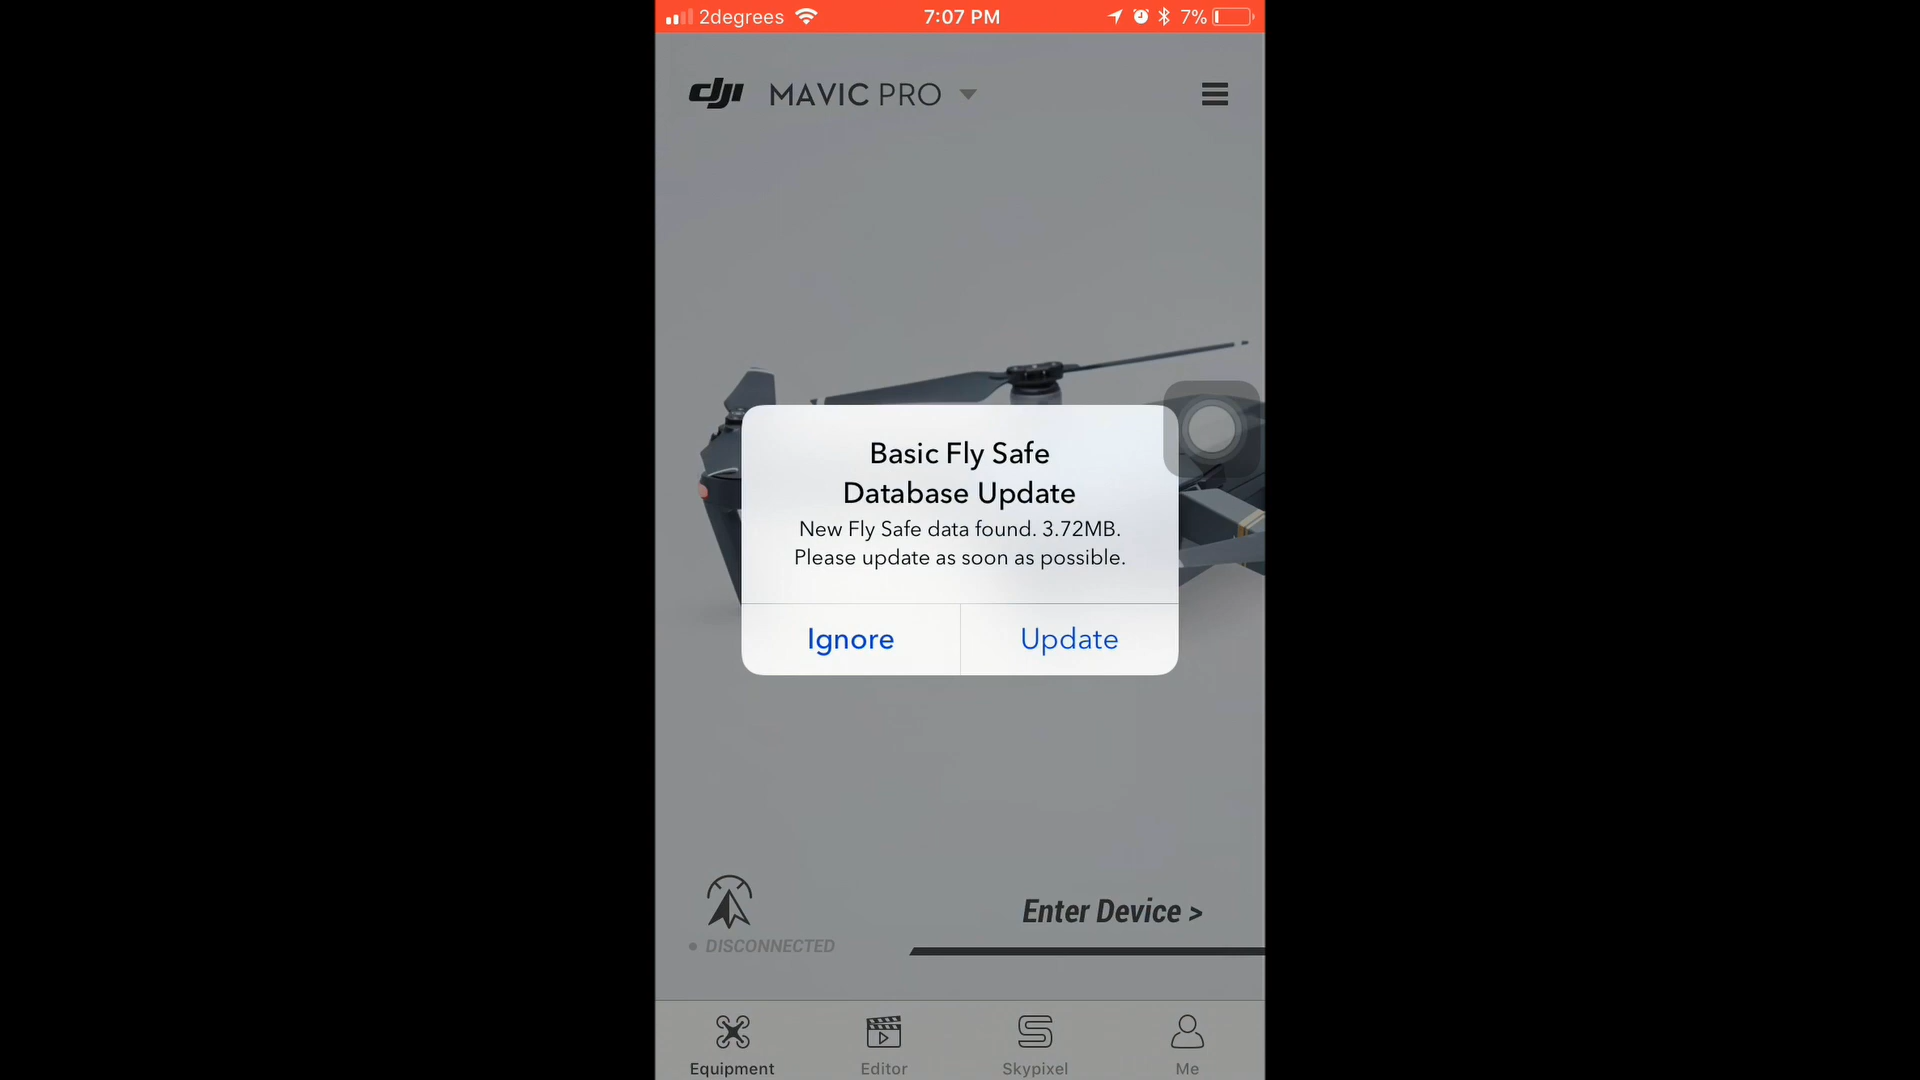 2degrees 7:07 PM 7%
dji MAVIC PRO
Basic Fly Safe
Database Update
New Fly Safe data found. 3.72MB.
Please update as soon as possible.
Ignore Update
Enter Device >
DISCONNECTED
Equipment Editor Skypixel Me